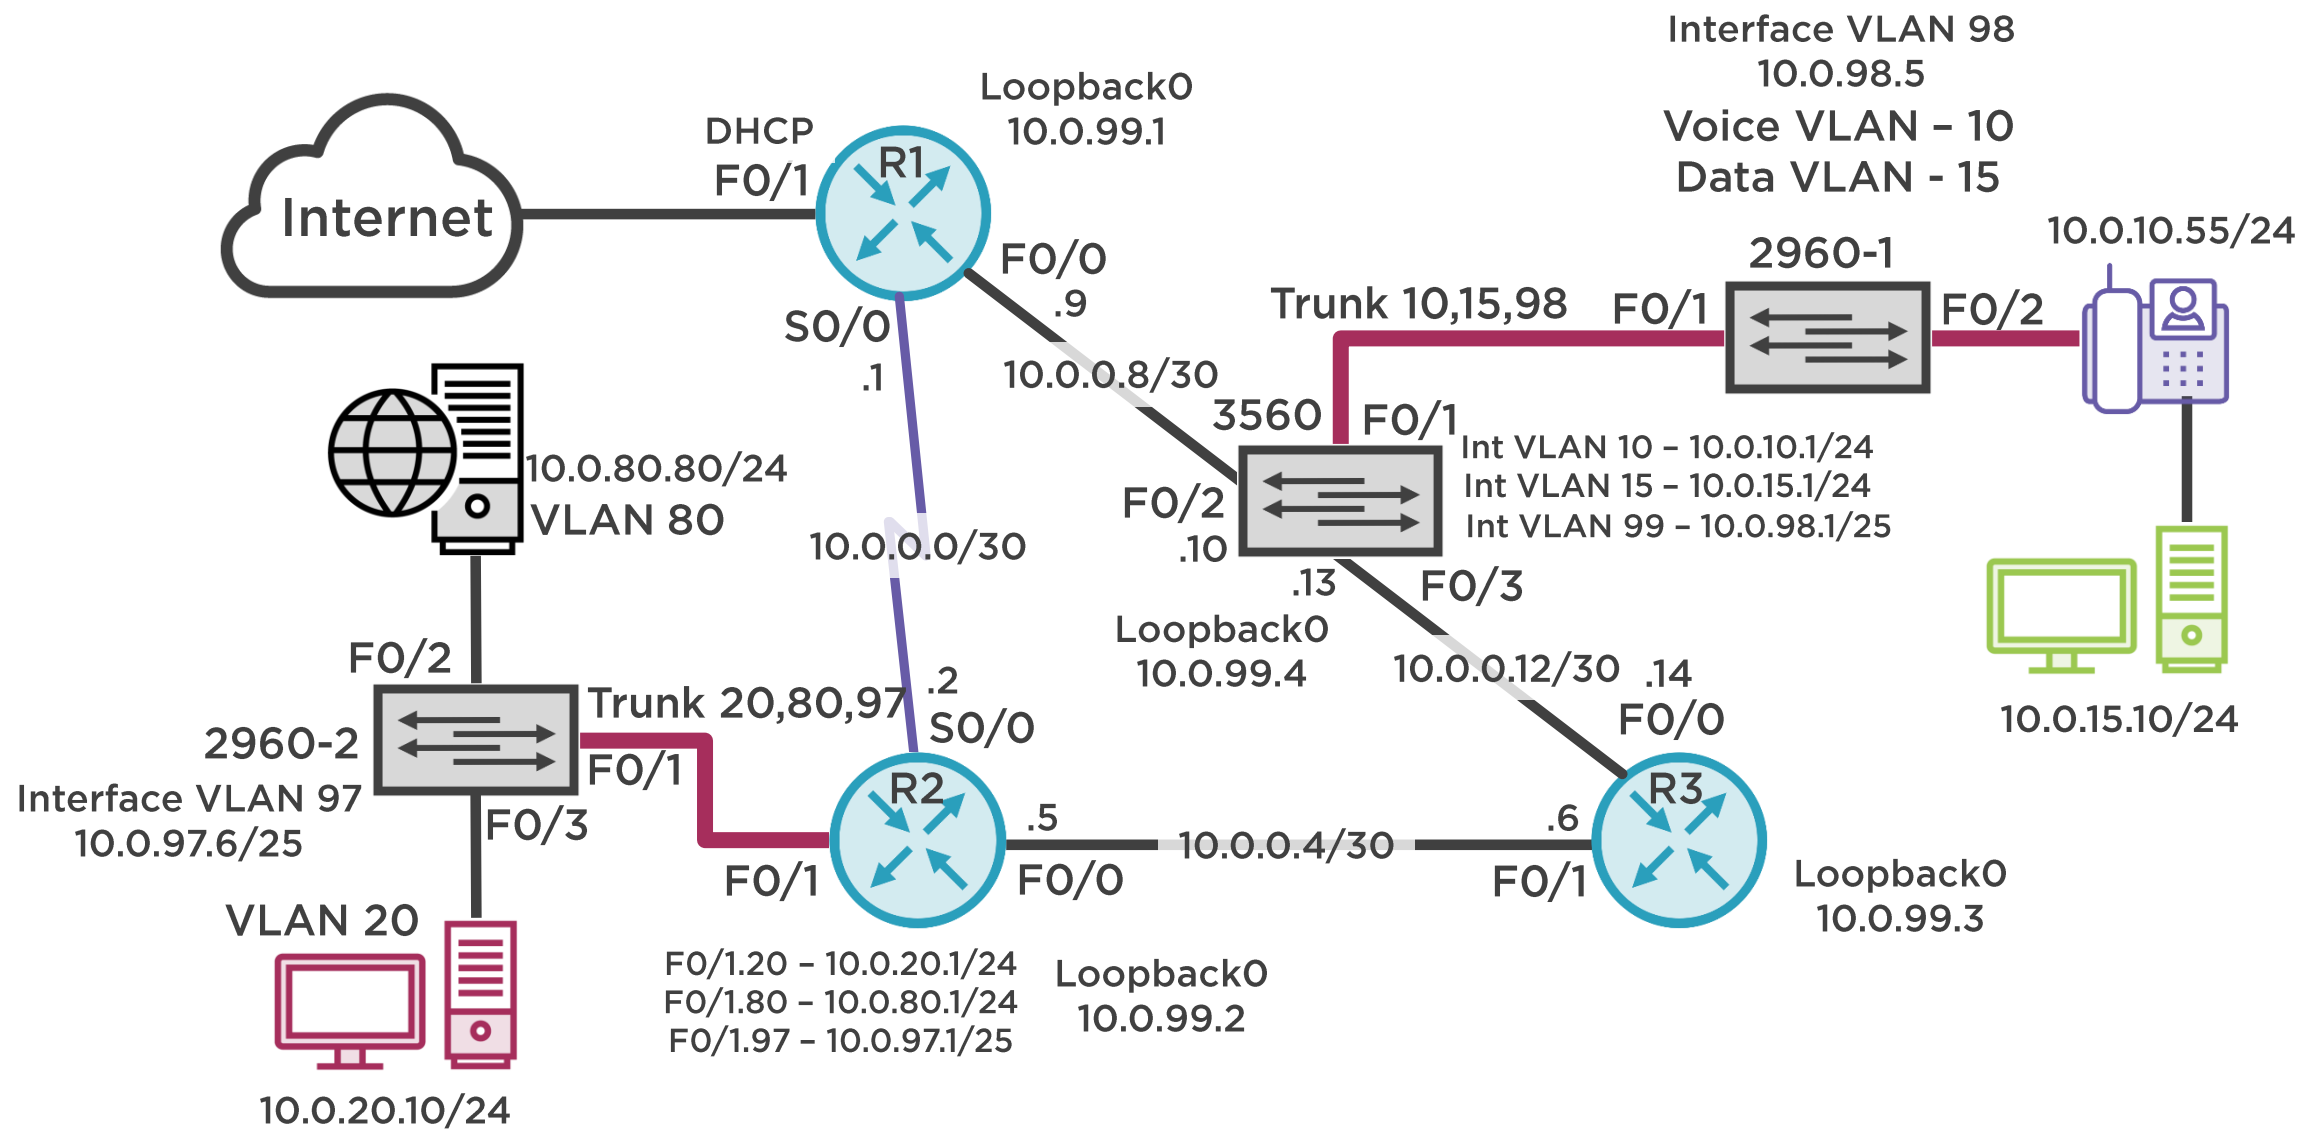 Interface VLAN 98
10.0.98.5
Voice VLAN – 10
Data VLAN - 15
Loopback0
10.0.99.1
DHCP
F0/1
R1
Internet
F0/0
.9
S0/0
.1
10.0.0.8/30
10.0.10.55/24
2960-1
Trunk 10,15,98
F0/1
F0/2
3560
F0/1
Int VLAN 10 – 10.0.10.1/24
Int VLAN 15 – 10.0.15.1/24
Int VLAN 99 – 10.0.98.1/25
F0/2
.10
.13
F0/3
Loopback0
10.0.99.4
10.0.80.80/24
VLAN 80
10.0.0.0/30
F0/2
Trunk 20,80,97
.2
S0/0
10.0.0.12/30
.14
F0/0
10.0.15.10/24
2960-2
Interface VLAN 97
10.0.97.6/25
F0/1
F0/3
R2
R3
.5
10.0.0.4/30
.6
F0/1
F0/0
F0/1
Loopback0
10.0.99.3
VLAN 20
F0/1.20 – 10.0.20.1/24
F0/1.80 – 10.0.80.1/24
F0/1.97 – 10.0.97.1/25
Loopback0
10.0.99.2
10.0.20.10/24